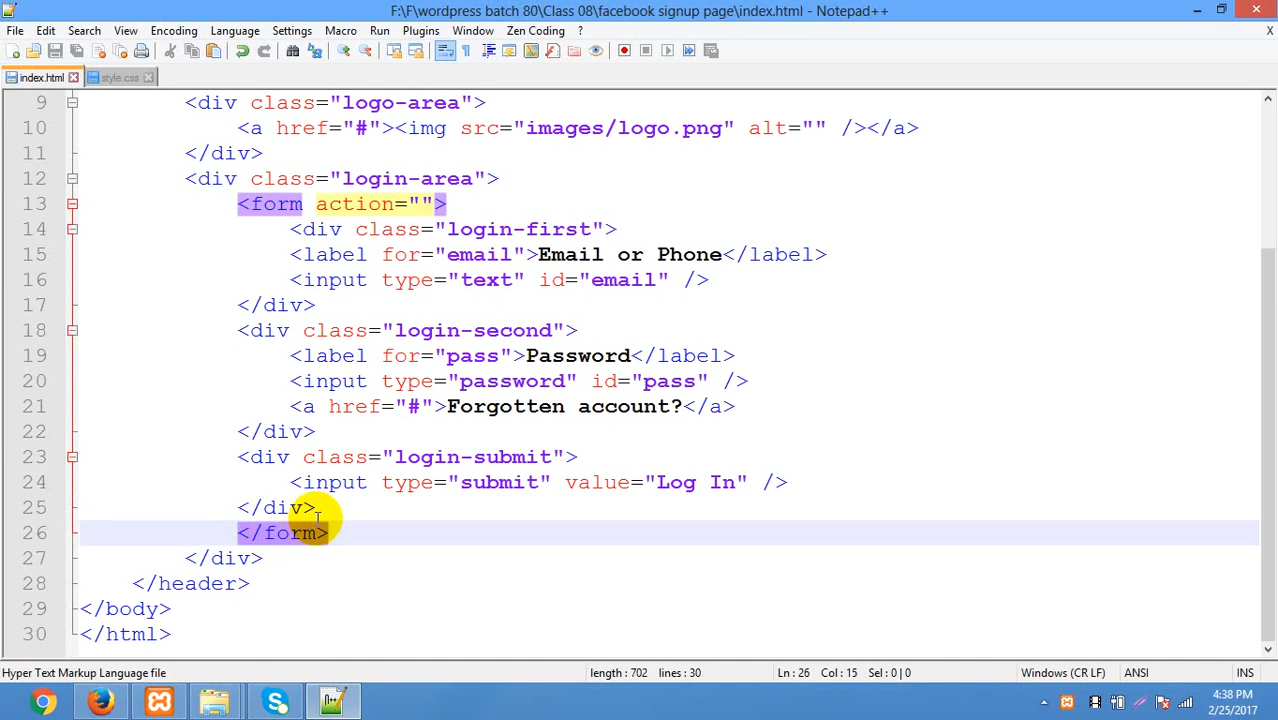 F:\F\wordpress batch 80\Class 08\facebook signup page\index.html - Notepad++
File Edit Search View Encoding Language Settings Macro Run Plugins Window Zen Coding ? X
index.html style.css
9 <div class="logo-area">
10 <a href="#"><img src="images/logo.png" alt="" /></a>
11 </div>
12 <div class="login-area">
13 <form action="">
14 <div class="login-first">
15 <label for="email">Email or Phone</label>
16 <input type="text" id="email" />
17 </div>
18 <div class="login-second">
19 <label for="pass">Password</label>
20 <input type="password" id="pass" />
21 <a href="#">Forgotten account?</a>
22 </div>
23 <div class="login-submit">
24 <input type="submit" value="Log In" />
25 </div>
26 </form>
27 </div>
28 </header>
29 </body>
30 </html>
Hyper Text Markup Language file length : 702 lines : 30 Ln : 26 Col : 15 Sel : 0 | 0 Windows (CR LF) ANSI INS
4:38 PM
2/25/2017